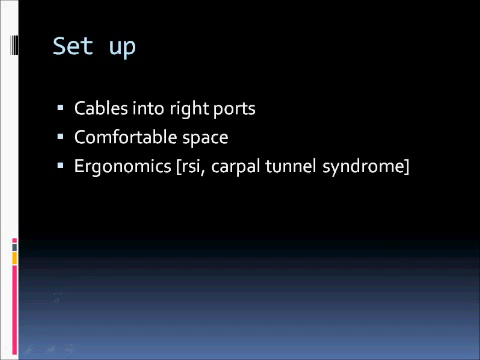 Set up
Cables into right ports
Comfortable space
Ergonomics [rsi, carpal tunnel syndrome]